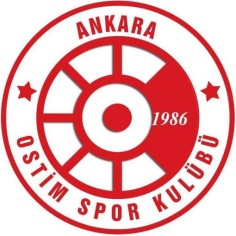 ANKARA
1986
OSTİM SPOR KULÜBÜ